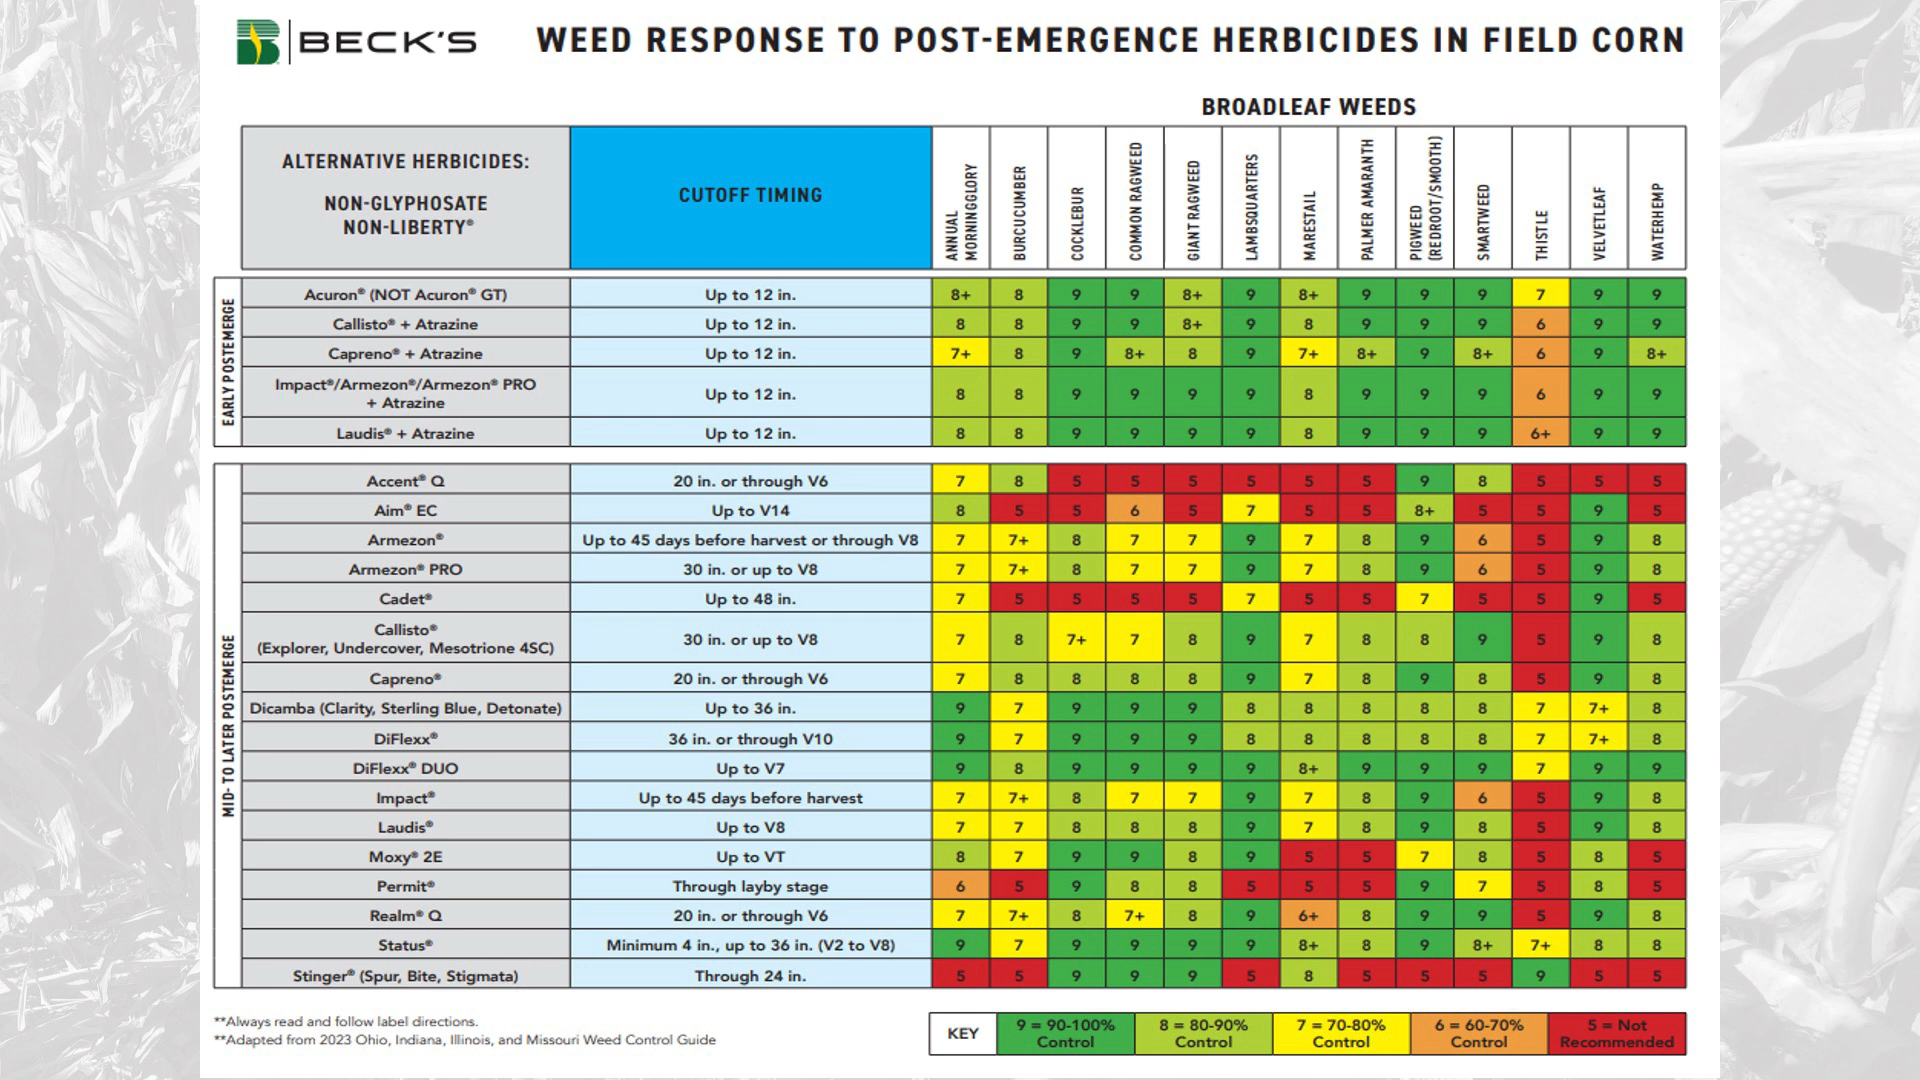 BECK'S
WEED RESPONSE TO POST-EMERGENCE HERBICIDES IN FIELD CORN
BROADLEAF WEEDS
ALTERNATIVE HERBICIDES:
NON-GLYPHOSATE
NON-LIBERTY®
CUTOFF TIMING
ANNUAL
MORNINGGLORY
BURCUCUMBER
COCKLEBUR
COMMON RAGWEED
GIANT RAGWEED
LAMBSQUARTERS
MARESTAIL
PALMER AMARANTH
PIGWEED
(REDROOT/SMOOTH)
SMARTWEED
THISTLE
VELVETLEAF
WATERHEMP
EARLY POSTEMERGE
Acuron® (NOT Acuron® GT) Up to 12 in. 8+ 8 9 9 8+ 9 8+ 9 9 9 7 9 9
Callisto® + Atrazine Up to 12 in. 8 8 9 9 8+ 9 8 9 9 9 6 9 9
Capreno® + Atrazine Up to 12 in. 7+ 8 9 8+ 8 9 7+ 8+ 9 8+ 6 9 8+
Impact®/Armezon®/Armezon® PRO
+ Atrazine Up to 12 in. 8 8 9 9 9 9 8 9 9 9 6 9 9
Laudis® + Atrazine Up to 12 in. 8 8 9 9 9 9 8 9 9 9 6+ 9 9
MID- TO LATER POSTEMERGE
Accent® Q 20 in. or through V6 7 8 5 5 5 5 5 5 9 8 5 5 5
Aim® EC Up to V14 8 5 5 6 5 7 5 5 8+ 5 5 9 5
Armezon® Up to 45 days before harvest or through V8 7 7+ 8 7 7 9 7 8 9 6 5 9 8
Armezon® PRO 30 in. or up to V8 7 7+ 8 7 7 9 7 8 9 6 5 9 8
Cadet® Up to 48 in. 7 5 5 5 5 7 5 5 7 5 5 9 5
Callisto®
(Explorer, Undercover, Mesotrione 4SC) 30 in. or up to V8 7 8 7+ 7 8 9 7 8 8 9 5 9 8
Capreno® 20 in. or through V6 7 8 8 8 8 9 7 8 9 8 5 9 8
Dicamba (Clarity, Sterling Blue, Detonate) Up to 36 in. 9 7 9 9 9 8 8 8 8 8 7 7+ 8
DiFlexx® 36 in. or through V10 9 7 9 9 9 8 8 8 8 8 7 7+ 8
DiFlexx® DUO Up to V7 9 8 9 9 9 9 8+ 9 9 9 7 9 9
Impact® Up to 45 days before harvest 7 7+ 8 7 7 9 7 8 9 6 5 9 8
Laudis® Up to V8 7 7 8 8 8 9 7 8 9 8 5 9 8
Moxy® 2E Up to VT 8 7 9 9 8 9 5 5 7 8 5 8 5
Permit® Through layby stage 6 5 9 8 8 5 5 5 9 7 5 8 5
Realm® Q 20 in. or through V6 7 7+ 8 7+ 8 9 6+ 8 9 9 5 9 8
Status® Minimum 4 in., up to 36 in. (V2 to V8) 9 7 9 9 9 9 8+ 8 9 8+ 7+ 8 8
Stinger® (Spur, Bite, Stigmata) Through 24 in. 5 5 9 9 9 5 8 5 5 5 9 5 5
**Always read and follow label directions.
**Adapted from 2023 Ohio, Indiana, Illinois, and Missouri Weed Control Guide
KEY
9 = 90-100%
Control
8 = 80-90%
Control
7 = 70-80%
Control
6 = 60-70%
Control
5 = Not
Recommended